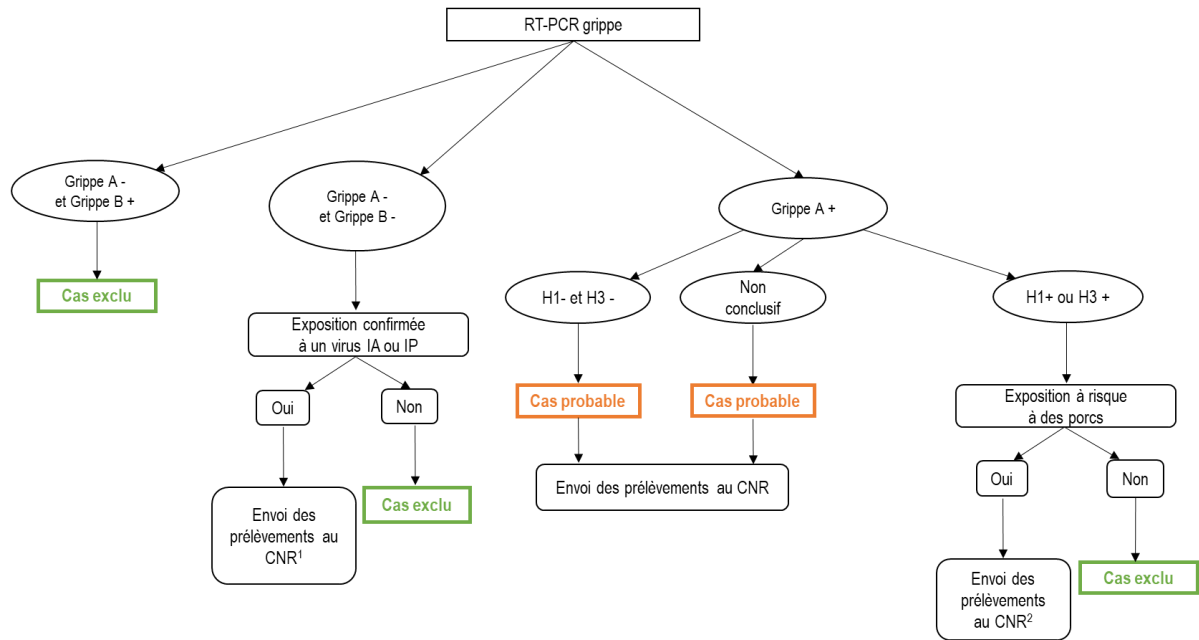 RT-PCR grippe
Grippe A -
et Grippe B +
Cas exclu
Grippe A -
et Grippe B -
Exposition confirmée
à un virus IA ou IP
Oui
Non
Envoi des
prélèvements au
CNR¹
Cas exclu
Grippe A +
H1- et H3 -
Non
conclusif
Cas probable
Cas probable
Envoi des prélèvements au CNR
H1+ ou H3 +
Exposition à risque
à des porcs
Oui
Non
Envoi des
prélèvements
au CNR²
Cas exclu